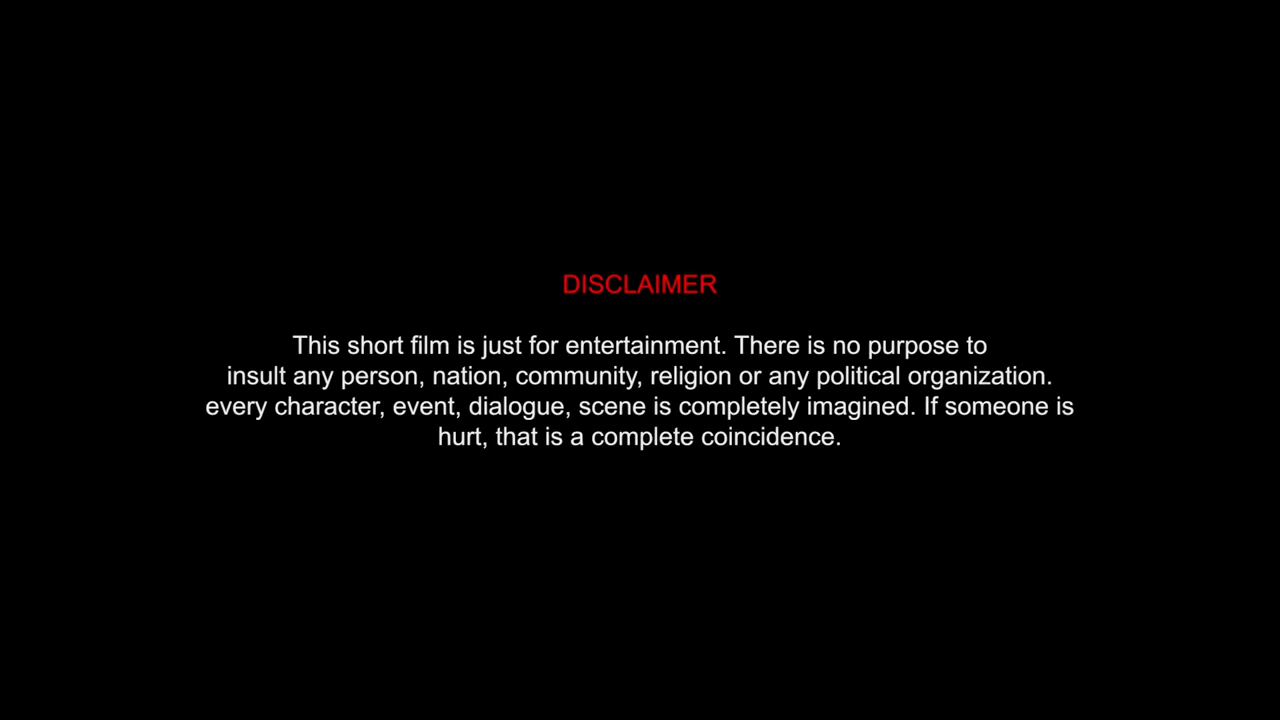 DISCLAIMER
This short film is just for entertainment. There is no purpose to
insult any person, nation, community, religion or any political organization.
every character, event, dialogue, scene is completely imagined. If someone is
hurt, that is a complete coincidence.